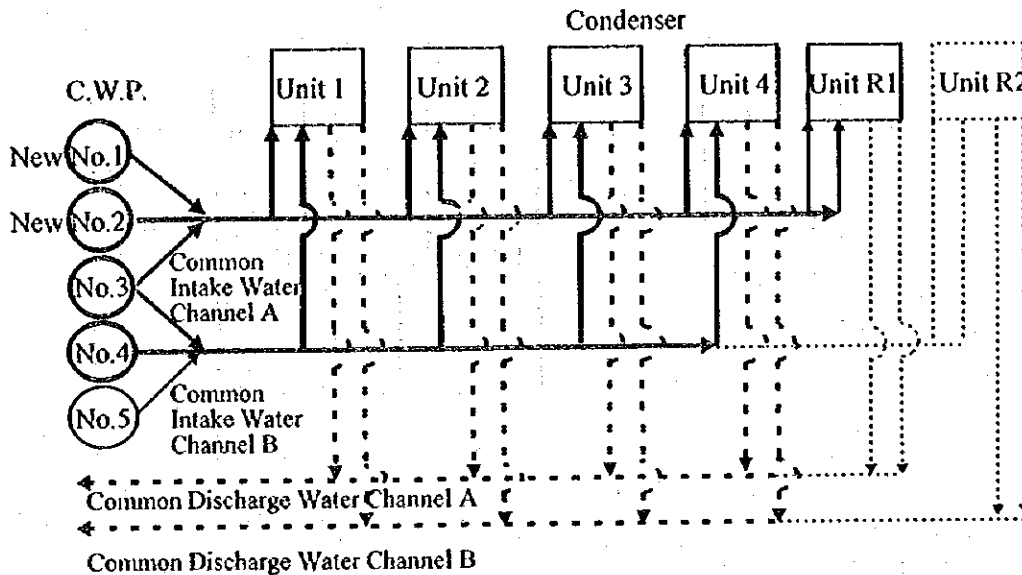 Condenser
C.W.P.
Unit 1
Unit 2
Unit 3
Unit 4
Unit R1
Unit R2
New No.1
New No.2
No.3
No.4
No.5
Common
Intake Water
Channel A
Common
Intake Water
Channel B
Common Discharge Water Channel A
Common Discharge Water Channel B